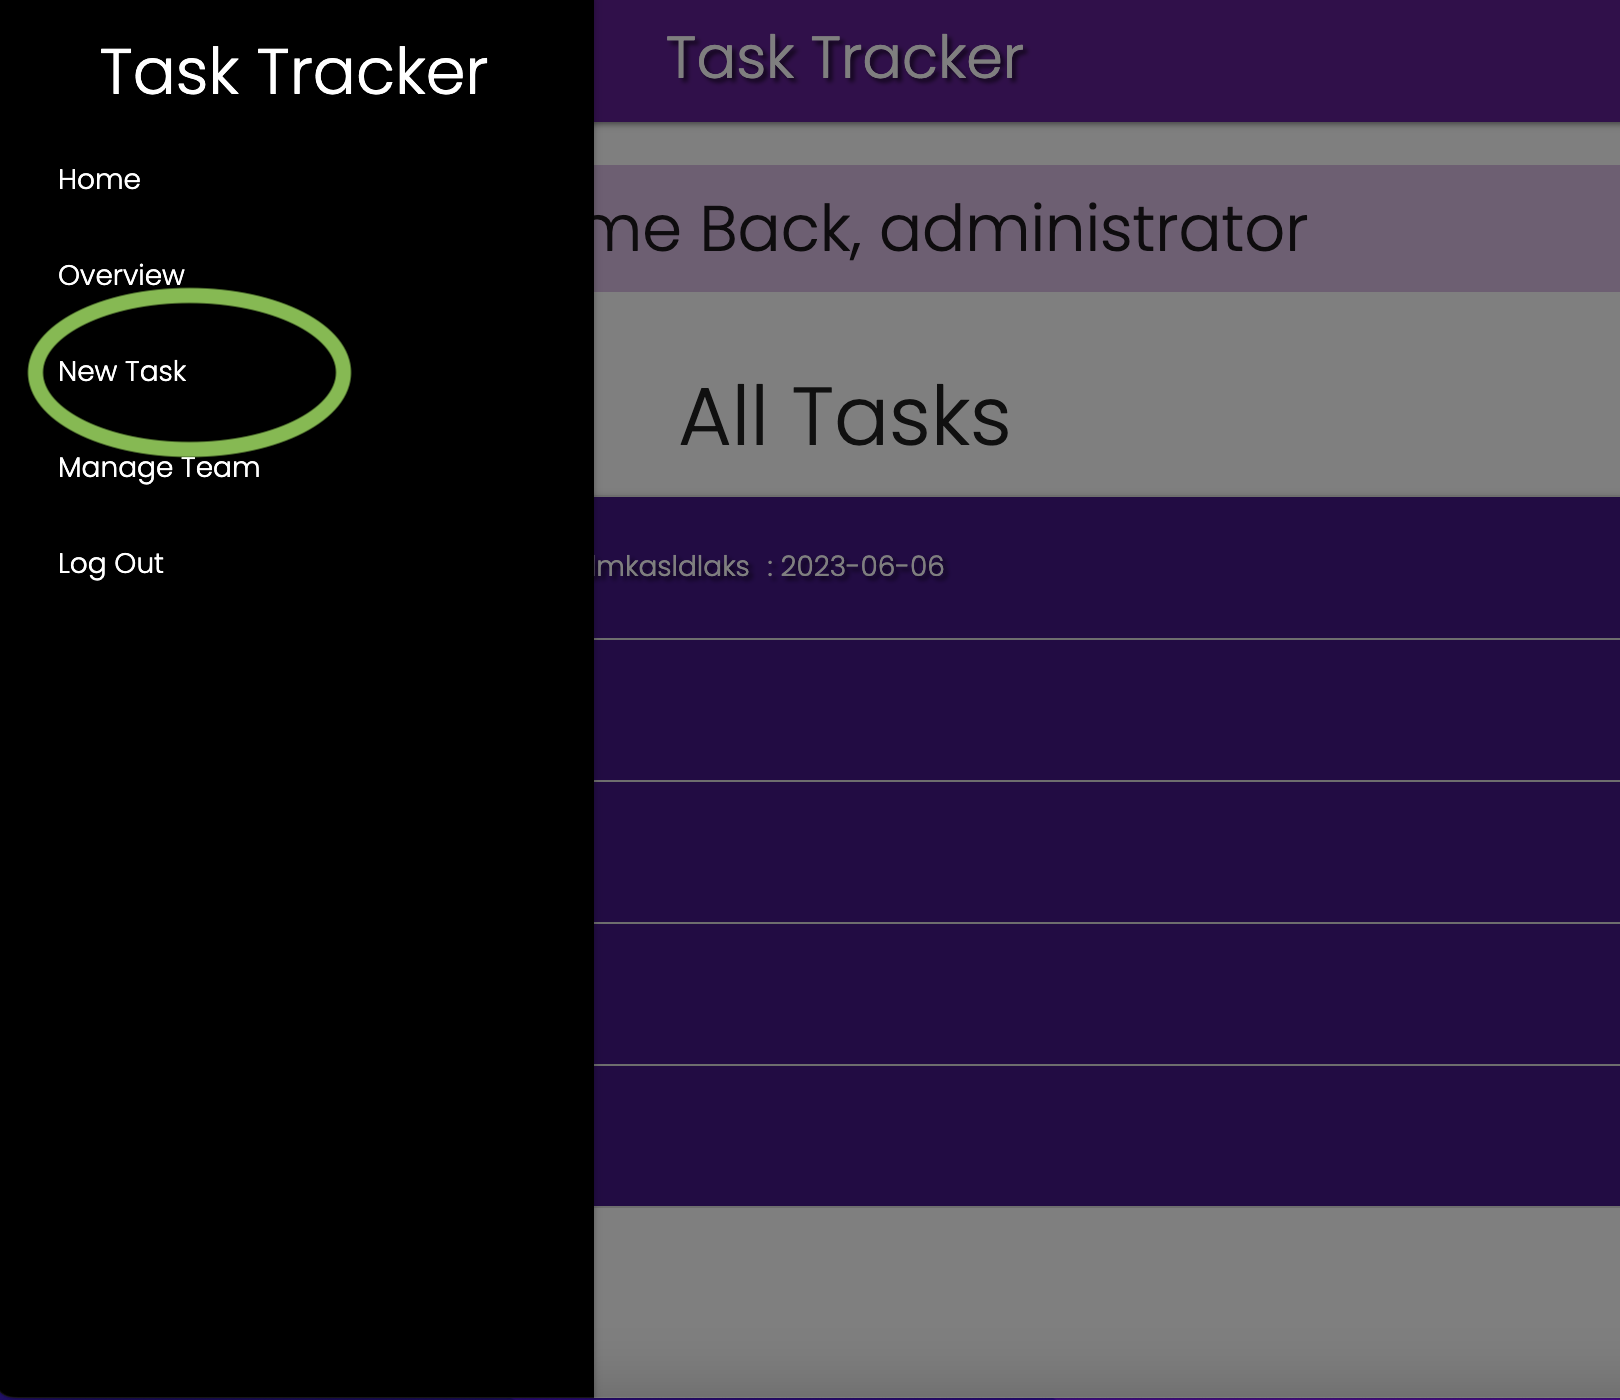 Task Tracker
Home
Overview
New Task
Manage Team
Log Out
Task Tracker
me Back, administrator
All Tasks
lmkasldlaks : 2023-06-06